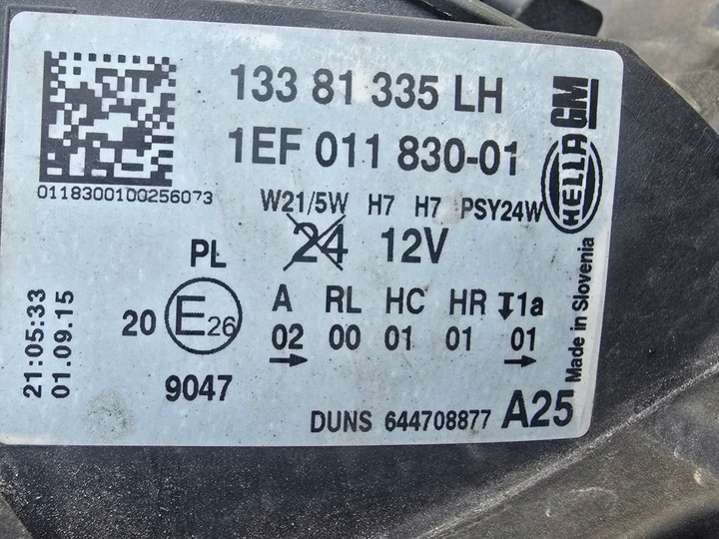 133 81 335 LH
1EF 011 830-01
GM
HELLA
0118300100256073
W21/5W H7 H7 PSY24W
24 12V
PL
A RL HC HR ↧1a
20 E26
02 00 01 01 01
→ →
9047
21:05:33
01.09.15
Made in Slovenia
DUNS 644708877 A25